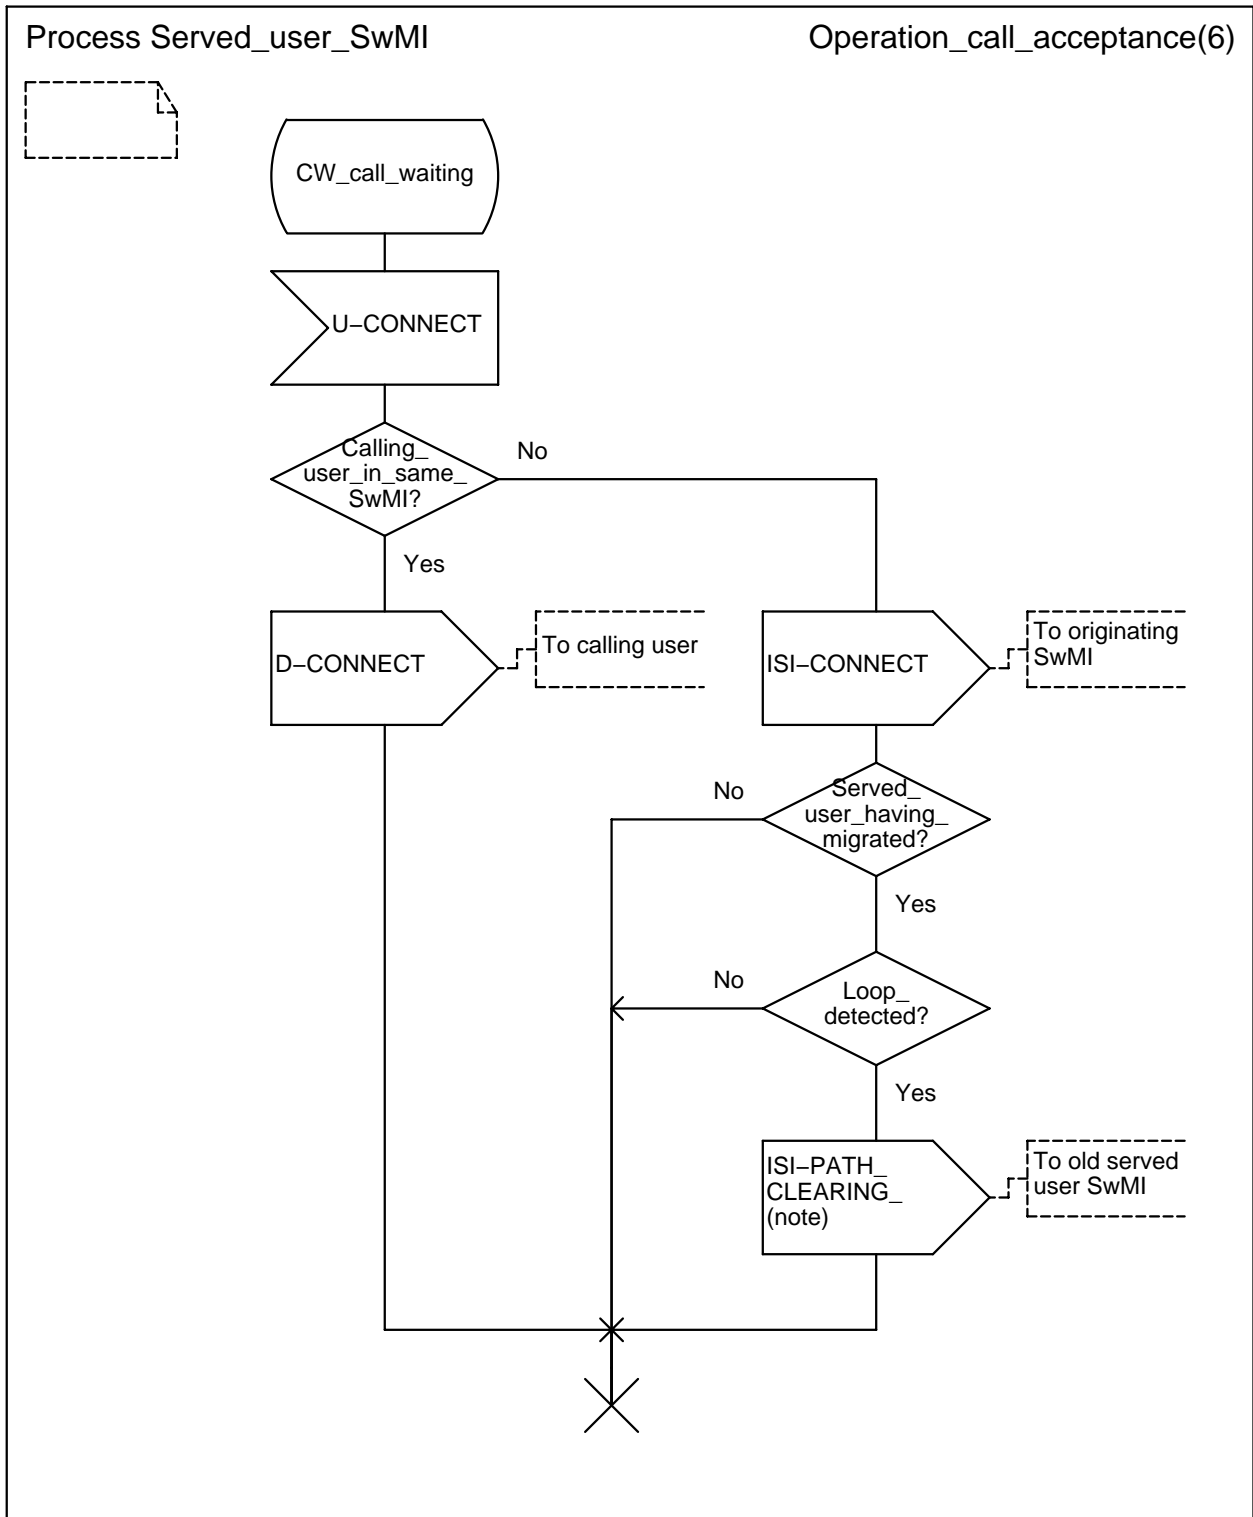 Process Served_user_SwMI
Operation_call_acceptance(6)
CW_call_waiting
U−CONNECT
Calling_
user_in_same_
SwMI?
No
Yes
D−CONNECT
To calling user
ISI−CONNECT
To originating
SwMI
Served_
user_having_
migrated?
No
Yes
Loop_
detected?
No
Yes
ISI−PATH_
CLEARING_
(note)
To old served
user SwMI